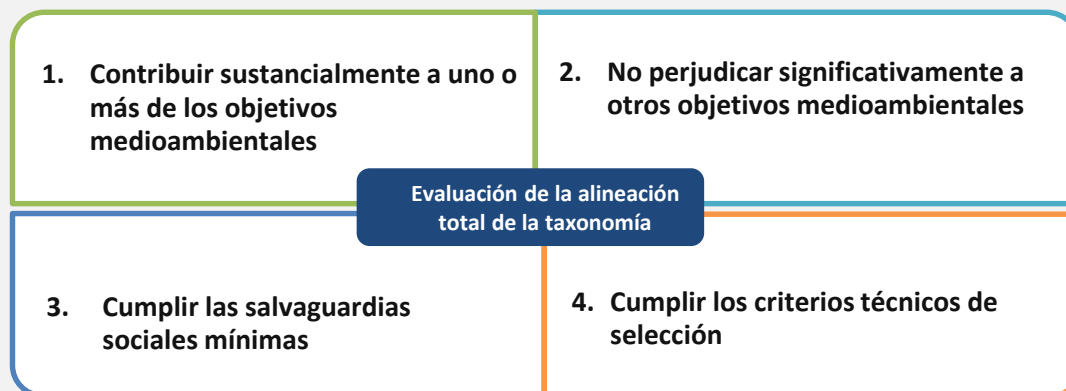 1. Contribuir sustancialmente a uno o
más de los objetivos
medioambientales
2. No perjudicar significativamente a
otros objetivos medioambientales
Evaluación de la alineación
total de la taxonomía
3. Cumplir las salvaguardias
sociales mínimas
4. Cumplir los criterios técnicos de
selección